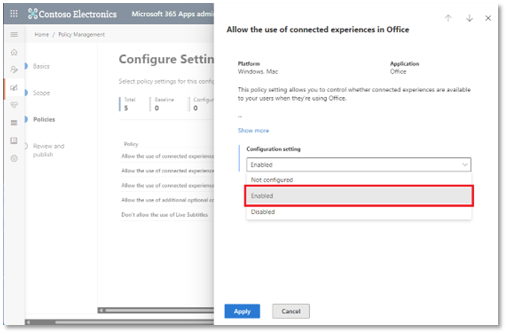 Contoso Electronics
Microsoft 365 Apps admi
Home / Policy Management
Basics
Scope
Policies
Review and
publish
Configure Settin
Select policy settings for this config
Total
5
Baseline
0
Configu
Policy
Allow the use of connected experience
Allow the use of connected experience
Allow the use of connected experience
Allow the use of additional optional co
Don't allow the use of Live Subtitles
Allow the use of connected experiences in Office
Platform
Windows, Mac
Application
Office
This policy setting allows you to control whether connected experiences are available
to your users when they're using Office.
...
Show more
Configuration setting
Enabled
Not configured
Enabled
Disabled
Apply
Cancel